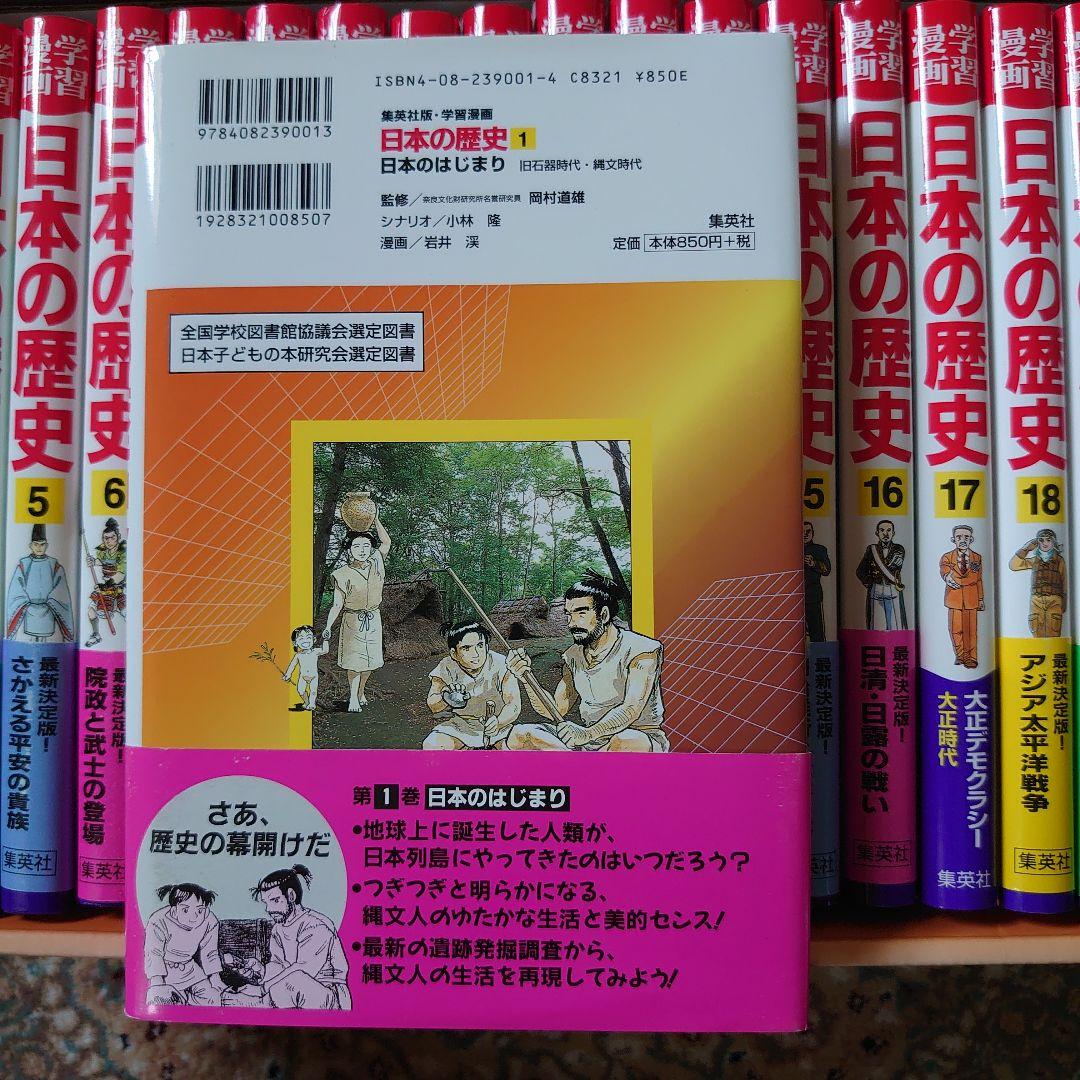 ISBN4-08-239001-4 C8321 ¥850E
9784082390013
1928321008507
集英社版・学習漫画
日本の歴史 1
日本のはじまり 旧石器時代・縄文時代
監修/奈良文化財研究所名誉研究員 岡村道雄
シナリオ/小林 隆
漫画/岩井 渓
集英社
定価 本体850円+税
全国学校図書館協議会選定図書
日本子どもの本研究会選定図書
さあ、
歴史の幕開けだ
第1巻 日本のはじまり
•地球上に誕生した人類が、
日本列島にやってきたのはいつだろう?
•つぎつぎと明らかになる、
縄文人のゆたかな生活と美的センス!
•最新の遺跡発掘調査から、
縄文人の生活を再現してみよう!
学習漫画
日本の歴史
5
最新決定版!
さかえる平安の貴族
集英社
日本の歴史
6
最新決定版!
院政と武士の登場
集英社
の歴史
5
最新決定版!
日本の歴史
16
最新決定版!
日清・日露の戦い
集英社
学習漫画
日本の歴史
17
大正デモクラシー
大正時代
集英社
学習漫画
日本の歴史
18
最新決定版!
アジア太平洋戦争
集英社